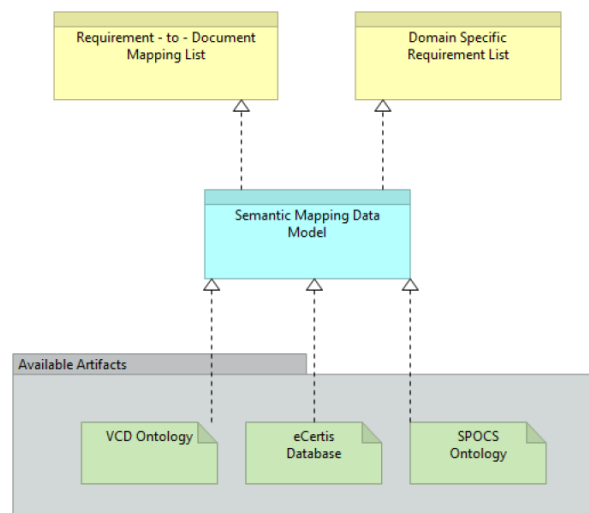 Requirement - to - Document
Mapping List
Domain Specific
Requirement List
Semantic Mapping Data
Model
Available Artifacts
VCD Ontology
eCertis
Database
SPOCS
Ontology